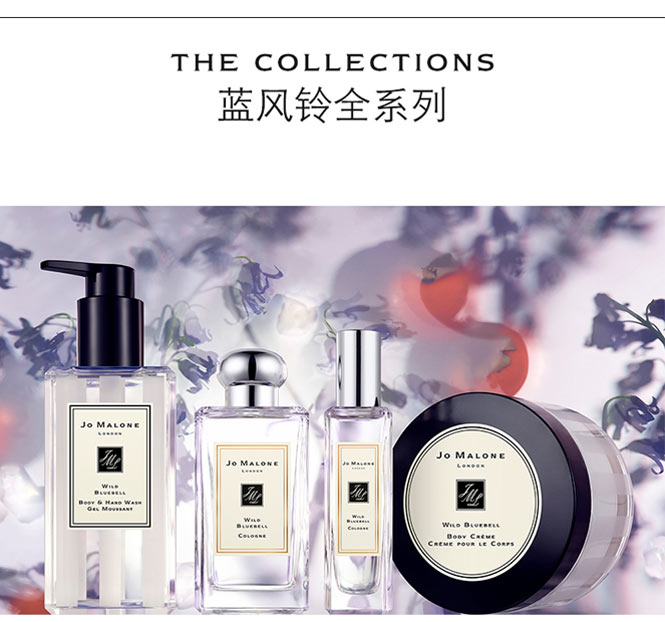 THE COLLECTIONS
蓝风铃全系列
JO MALONE
LONDON
WILD
BLUEBELL
BODY & HAND WASH
GEL MOUSSANT
JO MALONE
LONDON
WILD
BLUEBELL
COLOGNE
JO MALONE
LONDON
WILD
BLUEBELL
COLOGNE
JO MALONE
LONDON
WILD BLUEBELL
BODY CRÈME
CRÈME POUR LE CORPS